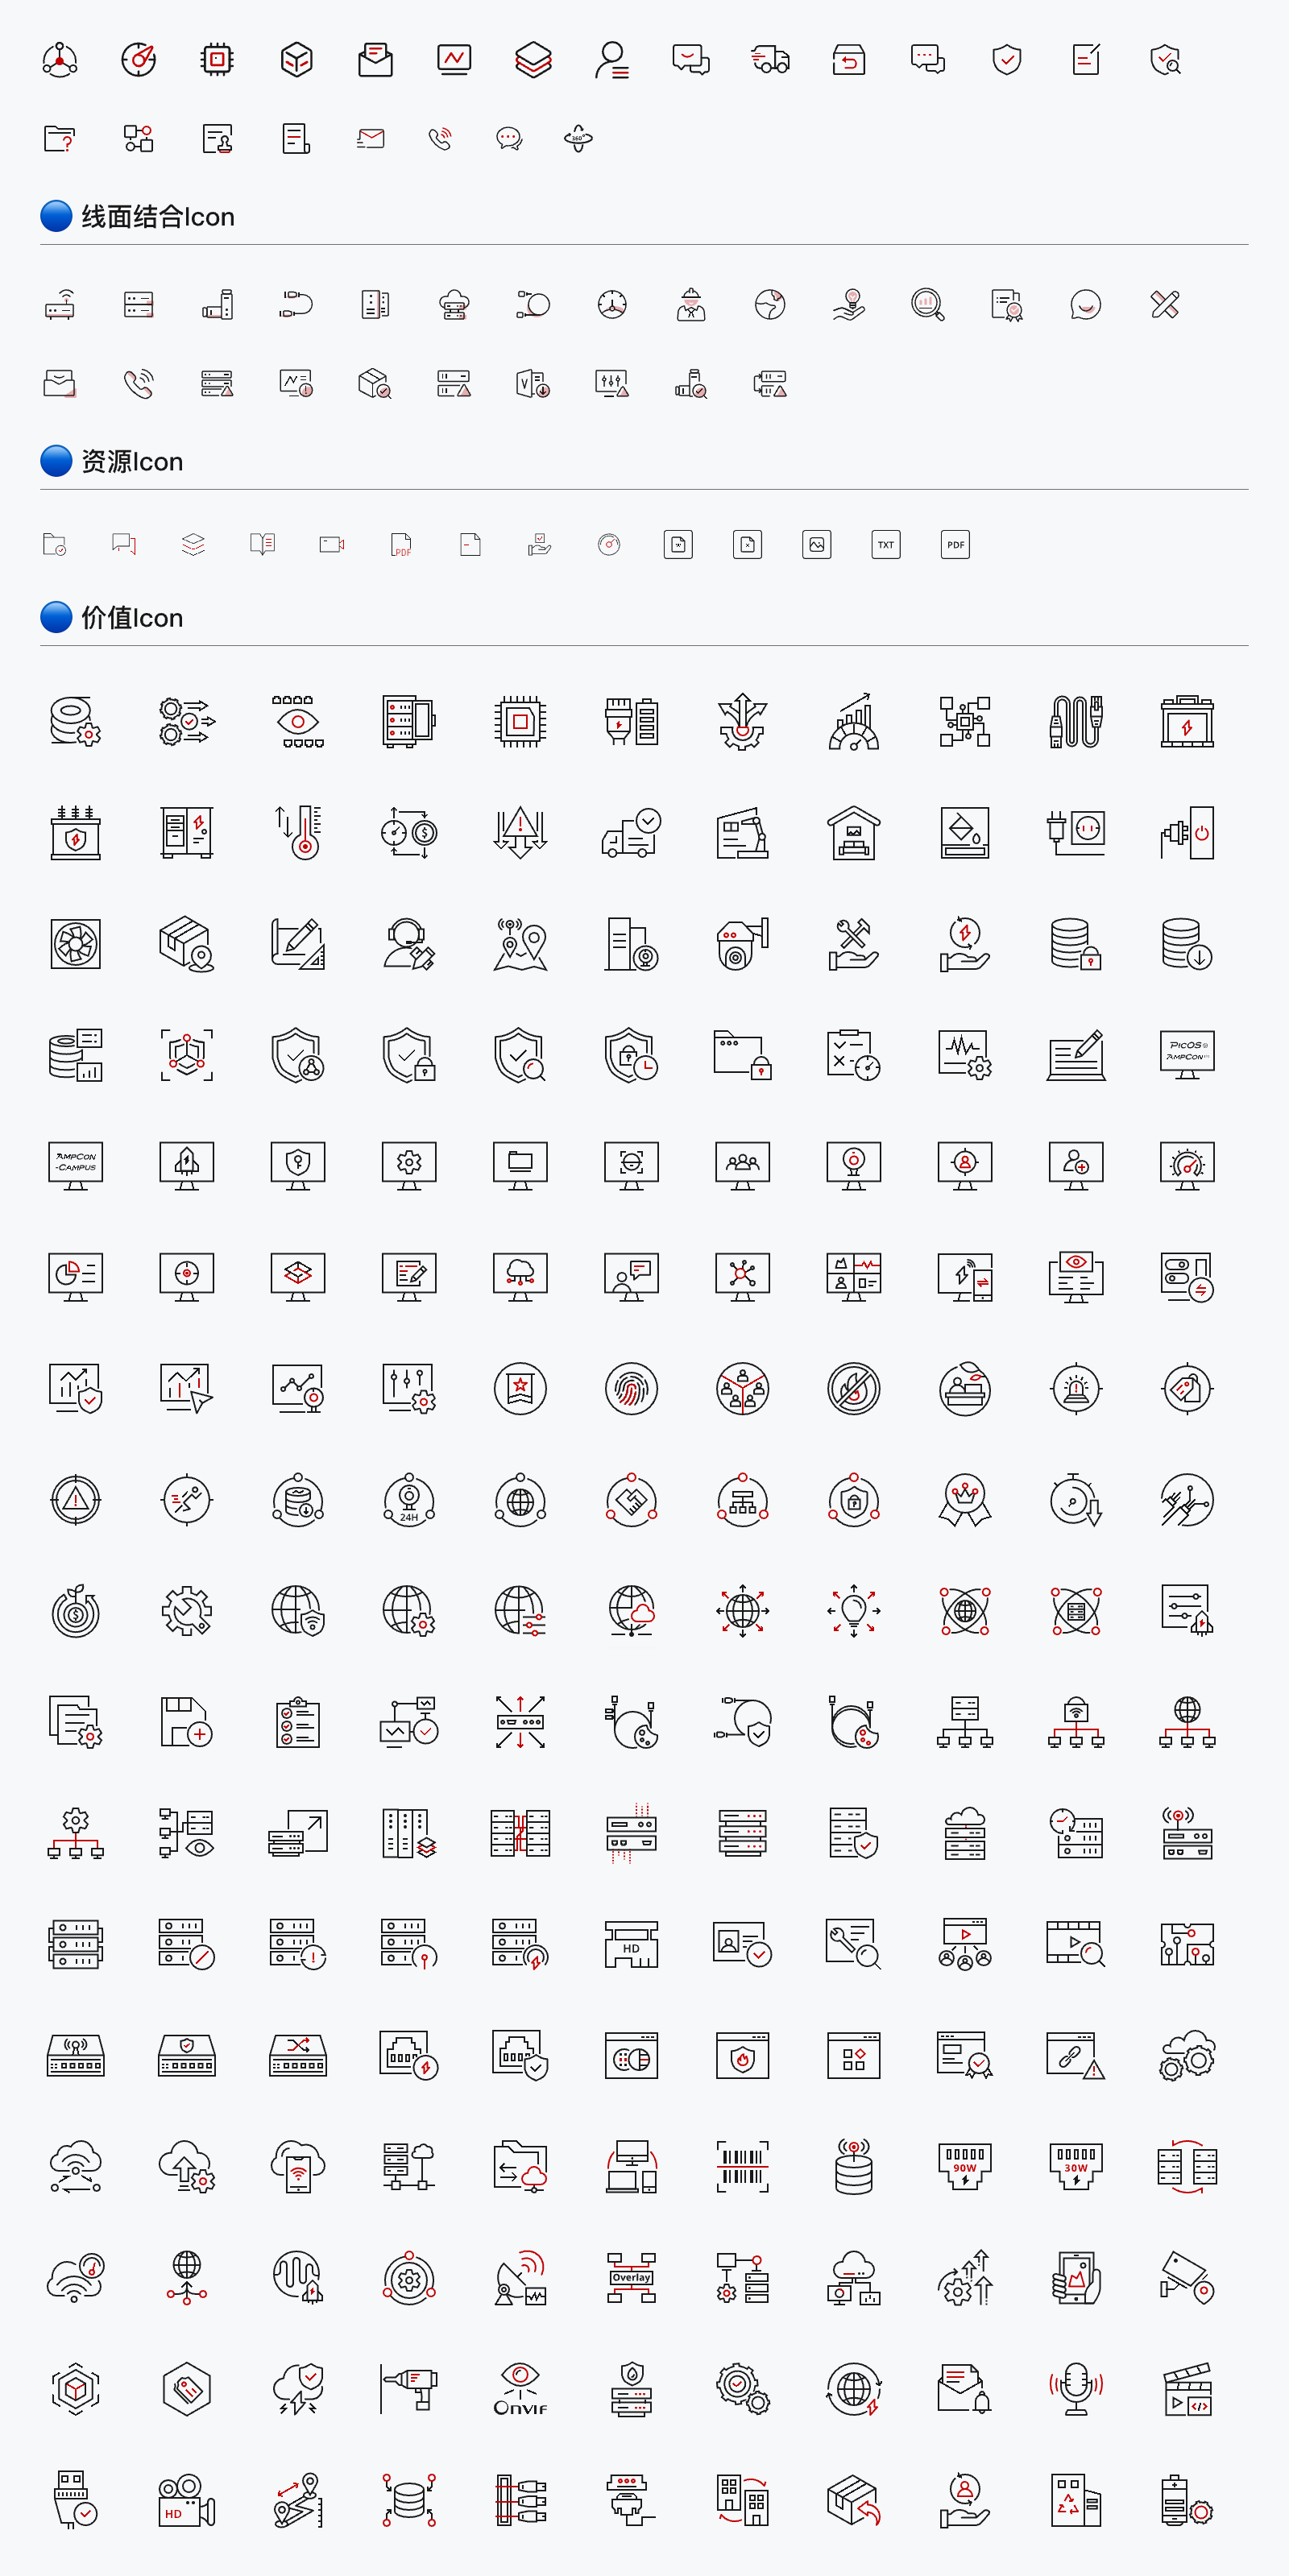 360°
线面结合Icon
V
资源Icon
PDF
TXT
PDF
价值Icon
PICOS
AMPCON
AMPCON
-CAMPUS
24H
HD
90W
30W
Overlay
ONVIF
HD